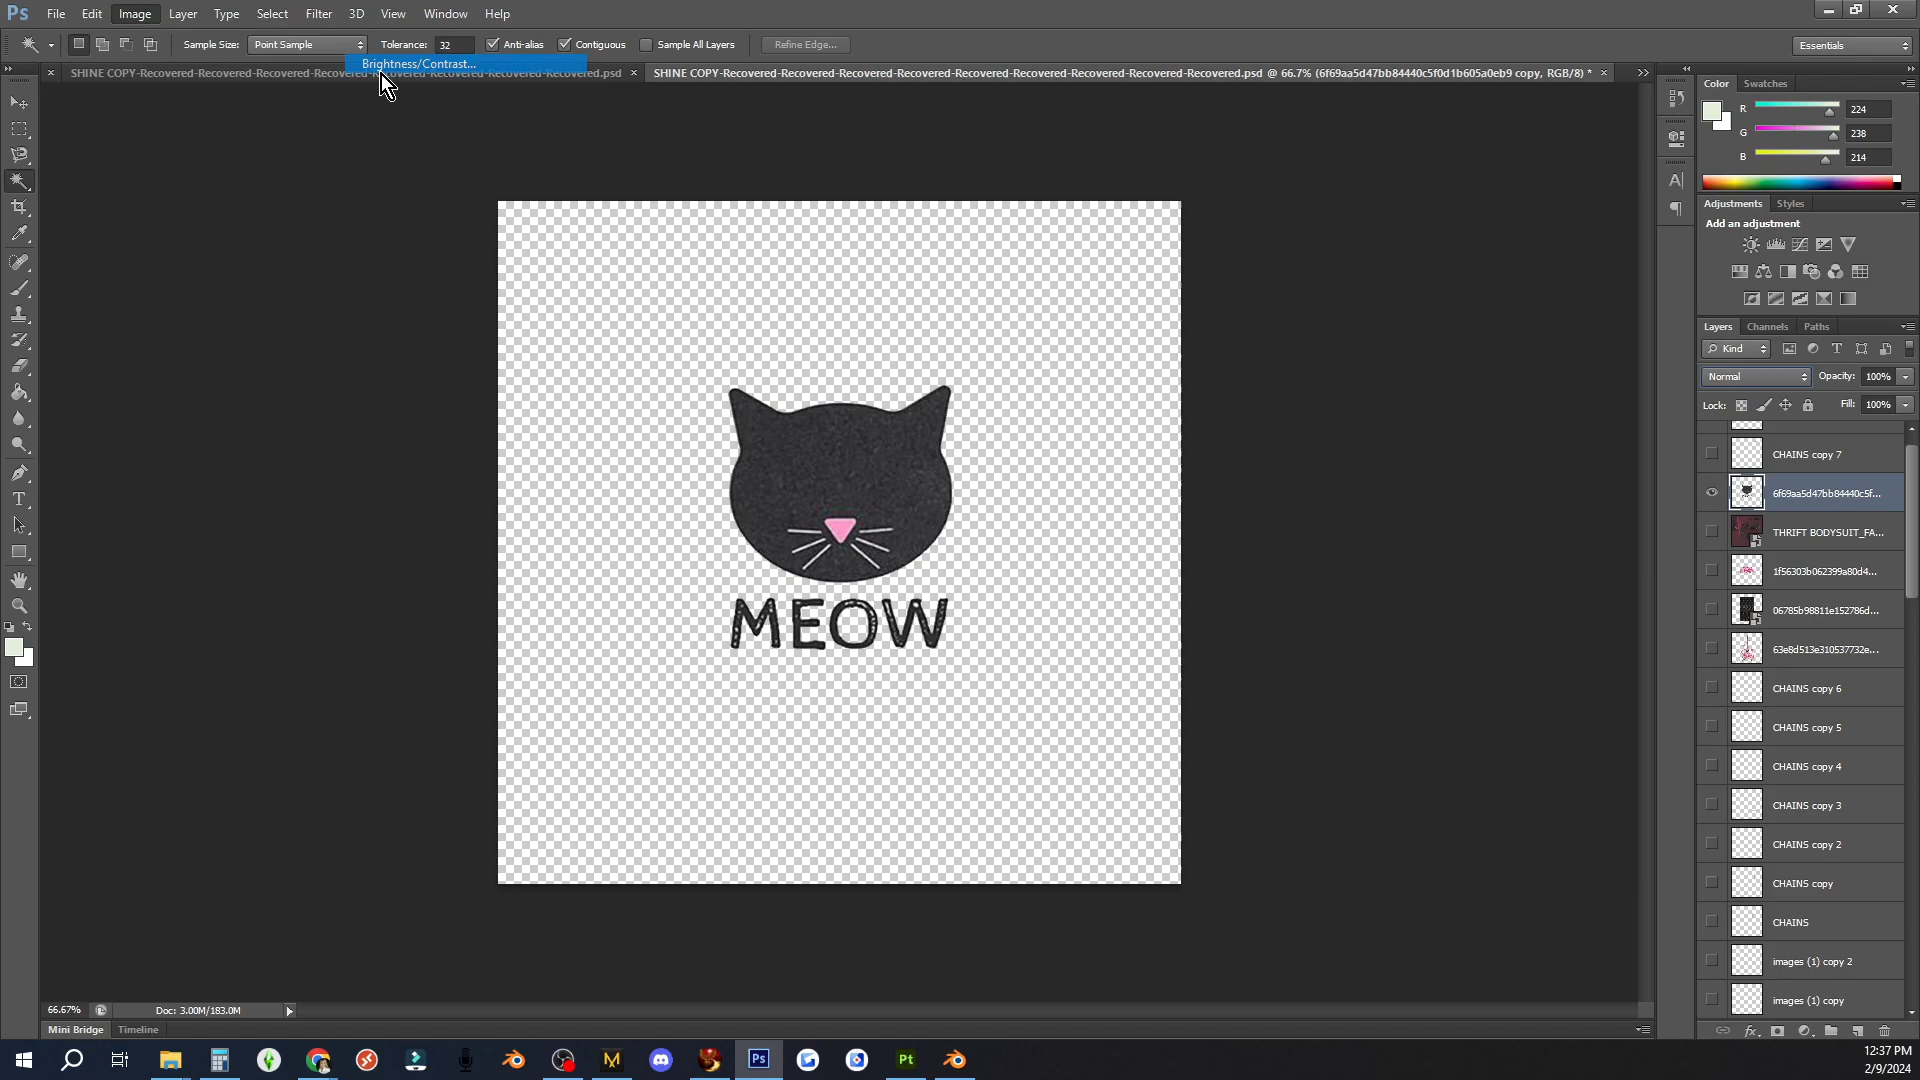 Ps File Edit Image Layer Type Select Filter 3D View Window Help
Sample Size: Point Sample Tolerance: 32 Anti-alias Contiguous Sample All Layers Refine Edge... Essentials
Brightness/Contrast...
SHINE COPY-Recovered-Recovered-Recovered-Recovered-Recovered-Recovered-Recovered-Recovered.psd
SHINE COPY-Recovered-Recovered-Recovered-Recovered-Recovered-Recovered-Recovered-Recovered-Recovered.psd @ 66.7% (6f69aa5d47bb84440c5f0d1b605a0eb9 copy, RGB/8) *
Color Swatches
R 224
G 238
B 214
Adjustments Styles
Add an adjustment
Layers Channels Paths
Kind
Normal Opacity: 100%
Lock: Fill: 100%
CHAINS copy 7
6f69aa5d47bb84440c5f...
THRIFT BODYSUIT_FA...
1f56303b062399a80d4...
06785b98811e152786d...
63e8d513e310537732e...
CHAINS copy 6
CHAINS copy 5
CHAINS copy 4
CHAINS copy 3
CHAINS copy 2
CHAINS copy
CHAINS
images (1) copy 2
images (1) copy
MEOW
66.67% Doc: 3.00M/183.0M
Mini Bridge Timeline
Ps Pt
12:37 PM
2/9/2024